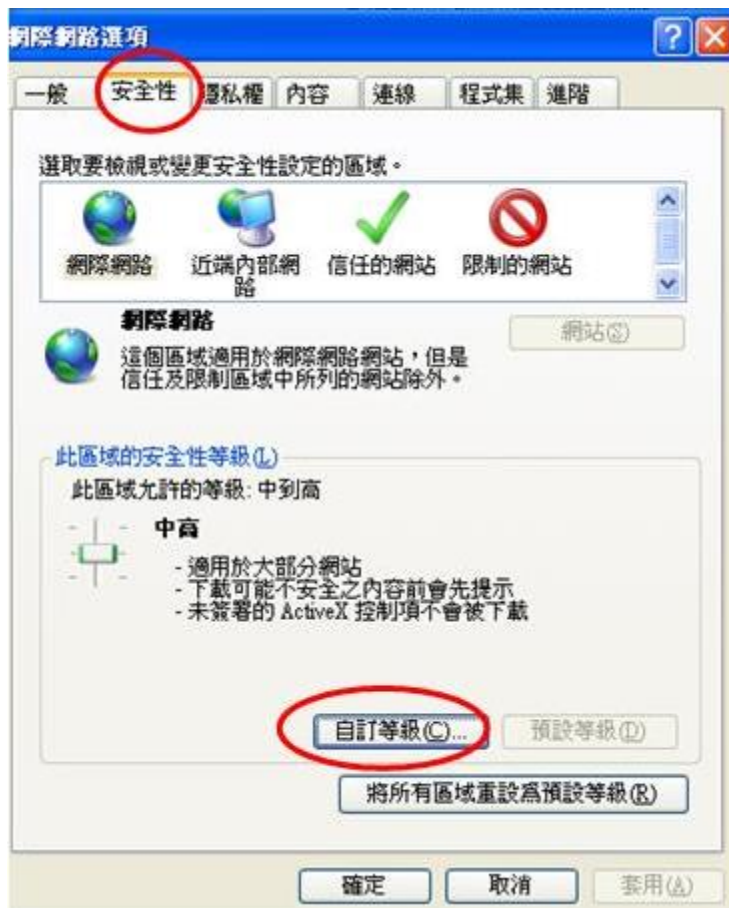 網際網路選項
一般 安全性 隱私權 內容 連線 程式集 進階
選取要檢視或變更安全性設定的區域。
網際網路 近端內部網路 信任的網站 限制的網站
網際網路
網站(S)
這個區域適用於網際網路網站，但是
信任及限制區域中所列的網站除外。
此區域的安全性等級(L)
此區域允許的等級: 中到高
中高
- 適用於大部分網站
- 下載可能不安全之內容前會先提示
- 未簽署的 ActiveX 控制項不會被下載
自訂等級(C)... 預設等級(D)
將所有區域重設為預設等級(R)
確定 取消 套用(A)